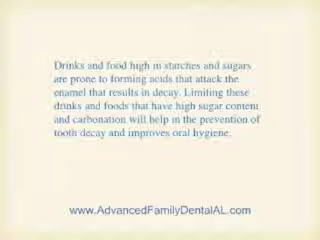 Drinks and food high in starches and sugars
are prone to forming acids that attack the
enamel that results in decay. Limiting these
drinks and foods that have high sugar content
and carbonation will help in the prevention of
tooth decay and improves oral hygiene.
www.AdvancedFamilyDentalAL.com